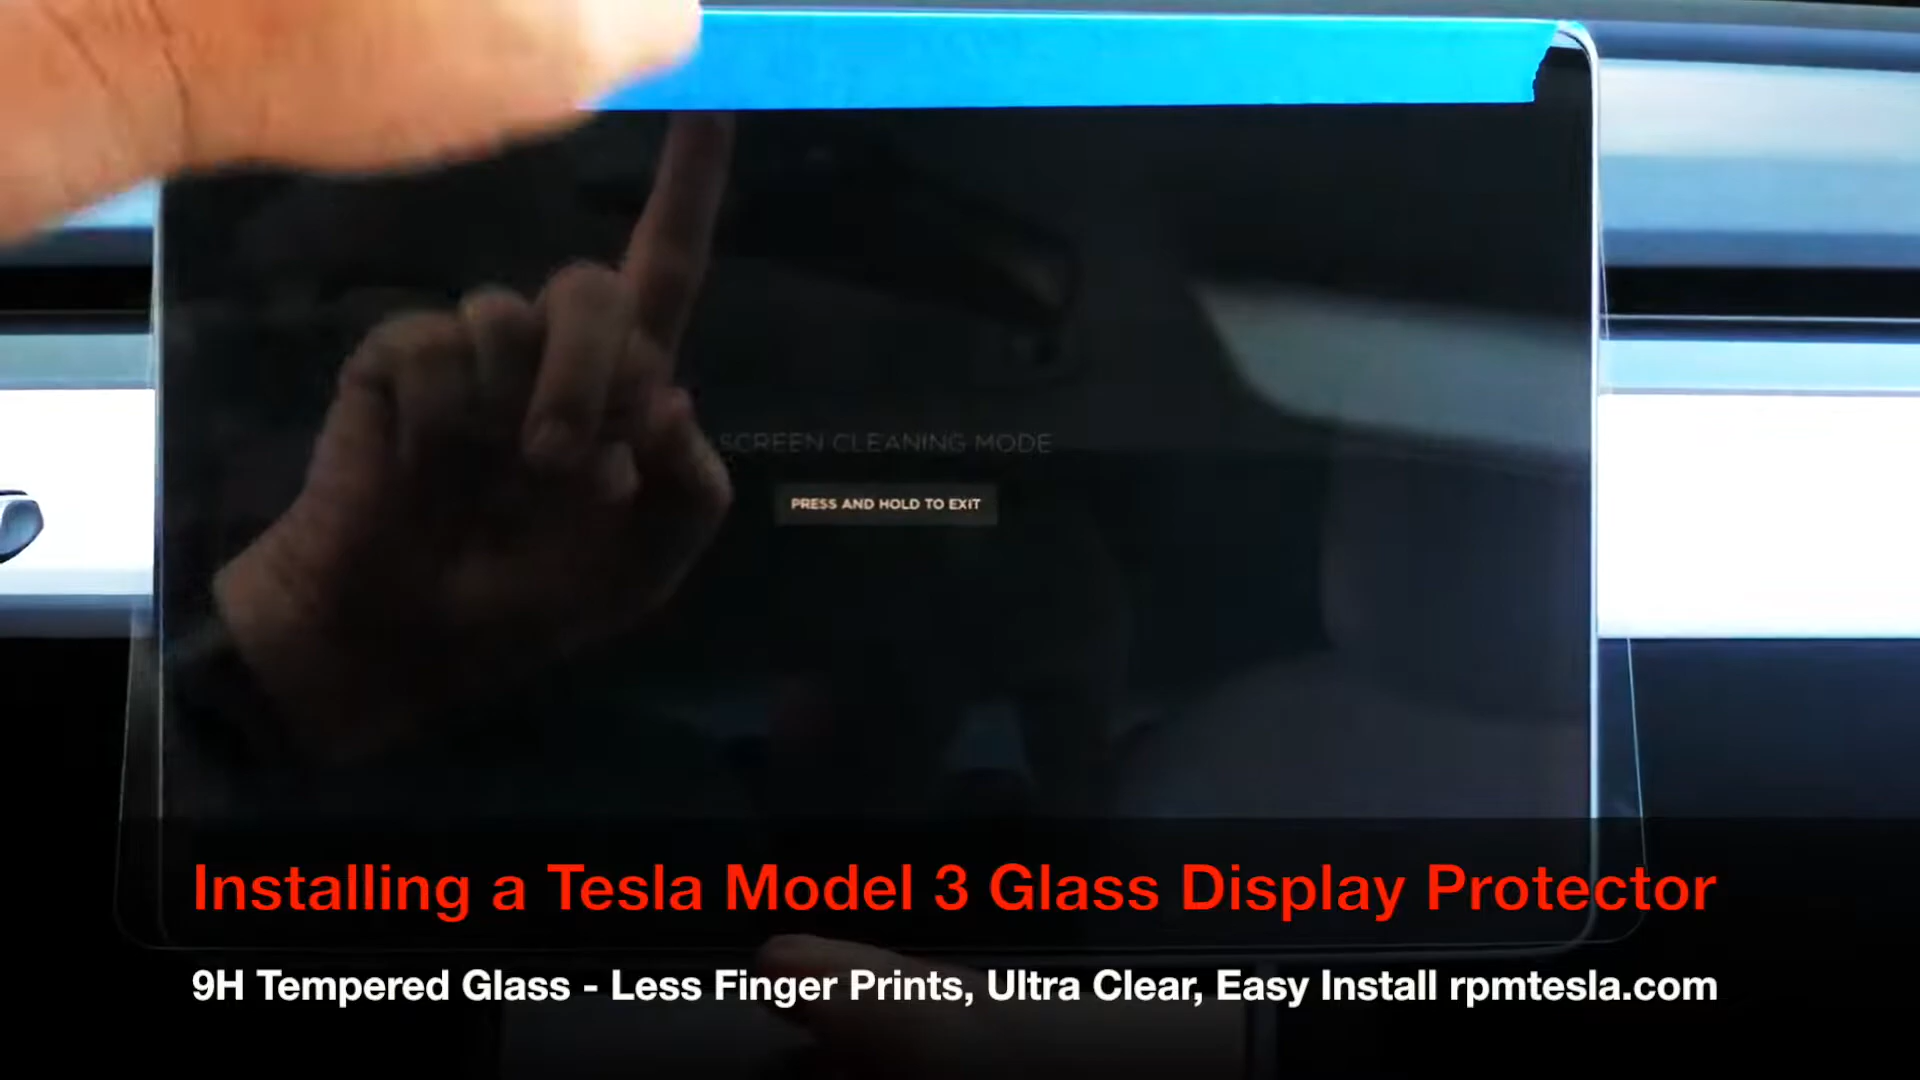 SCREEN CLEANING MODE
PRESS AND HOLD TO EXIT
Installing a Tesla Model 3 Glass Display Protector
9H Tempered Glass - Less Finger Prints, Ultra Clear, Easy Install rpmtesla.com